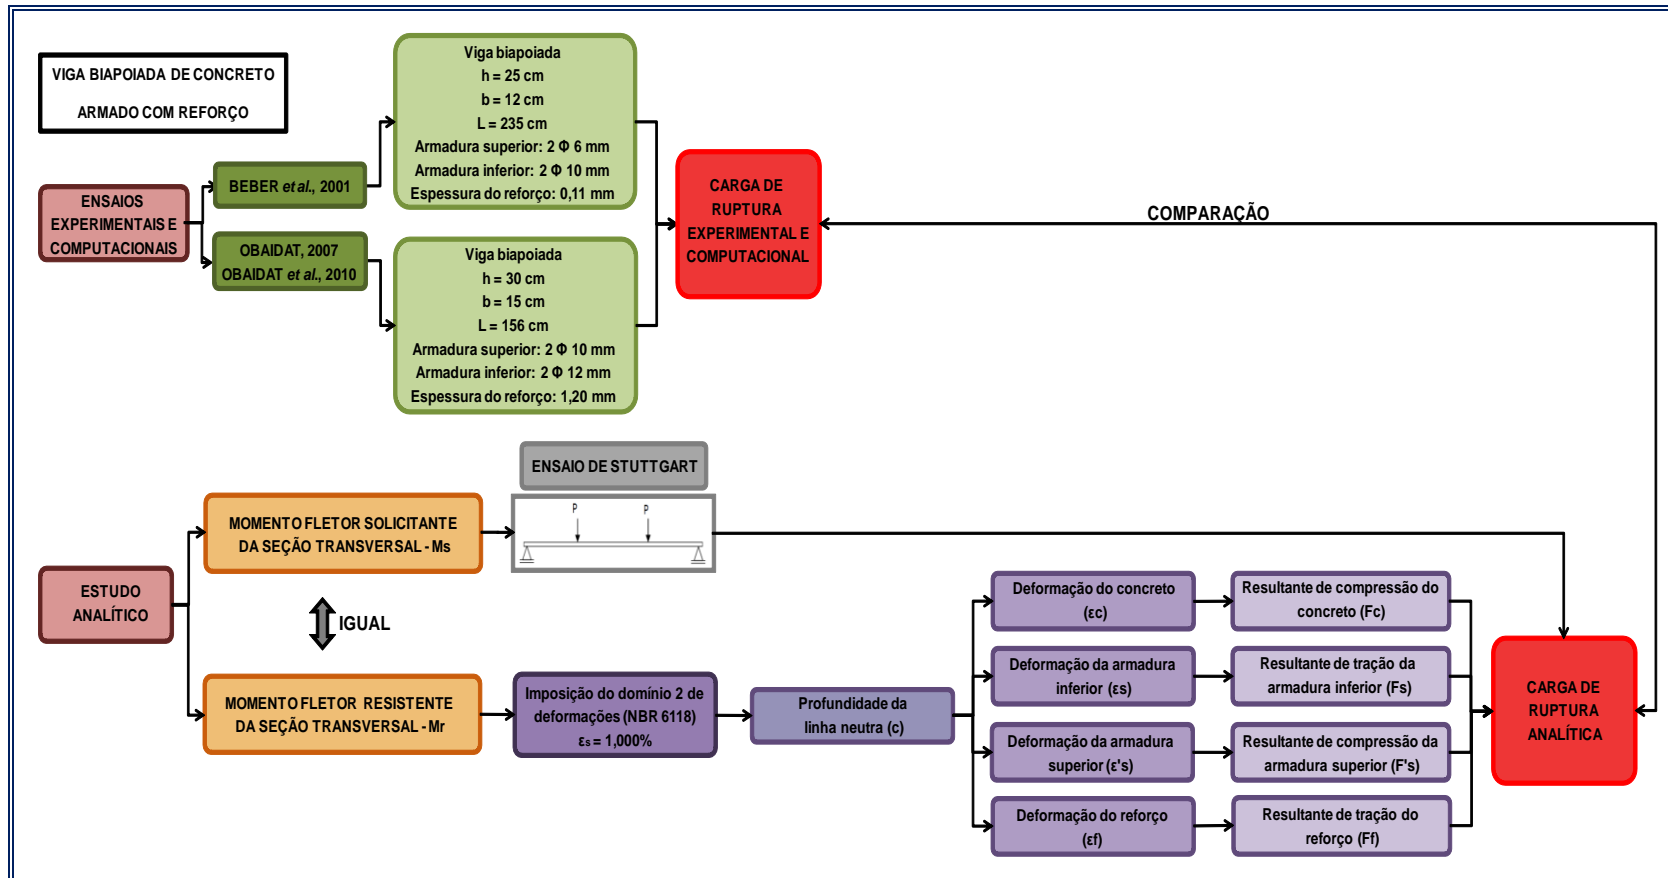 VIGA BIAPOIADA DE CONCRETO
ARMADO COM REFORÇO
ENSAIOS
EXPERIMENTAIS E
COMPUTACIONAIS
BEBER et al., 2001
OBAIDAT, 2007
OBAIDAT et al., 2010
Viga biapoiada
h = 25 cm
b = 12 cm
L = 235 cm
Armadura superior: 2 Φ 6 mm
Armadura inferior: 2 Φ 10 mm
Espessura do reforço: 0,11 mm
Viga biapoiada
h = 30 cm
b = 15 cm
L = 156 cm
Armadura superior: 2 Φ 10 mm
Armadura inferior: 2 Φ 12 mm
Espessura do reforço: 1,20 mm
CARGA DE
RUPTURA
EXPERIMENTAL E
COMPUTACIONAL
COMPARAÇÃO
ESTUDO
ANALÍTICO
MOMENTO FLETOR SOLICITANTE
DA SEÇÃO TRANSVERSAL - Ms
IGUAL
MOMENTO FLETOR RESISTENTE
DA SEÇÃO TRANSVERSAL - Mr
ENSAIO DE STUTTGART
P P
Imposição do domínio 2 de
deformações (NBR 6118)
εs = 1,000%
Profundidade da
linha neutra (c)
Deformação do concreto
(εc)
Deformação da armadura
inferior (εs)
Deformação da armadura
superior (ε's)
Deformação do reforço
(εf)
Resultante de compressão do
concreto (Fc)
Resultante de tração da
armadura inferior (Fs)
Resultante de compressão da
armadura superior (F's)
Resultante de tração do
reforço (Ff)
CARGA DE
RUPTURA
ANALÍTICA